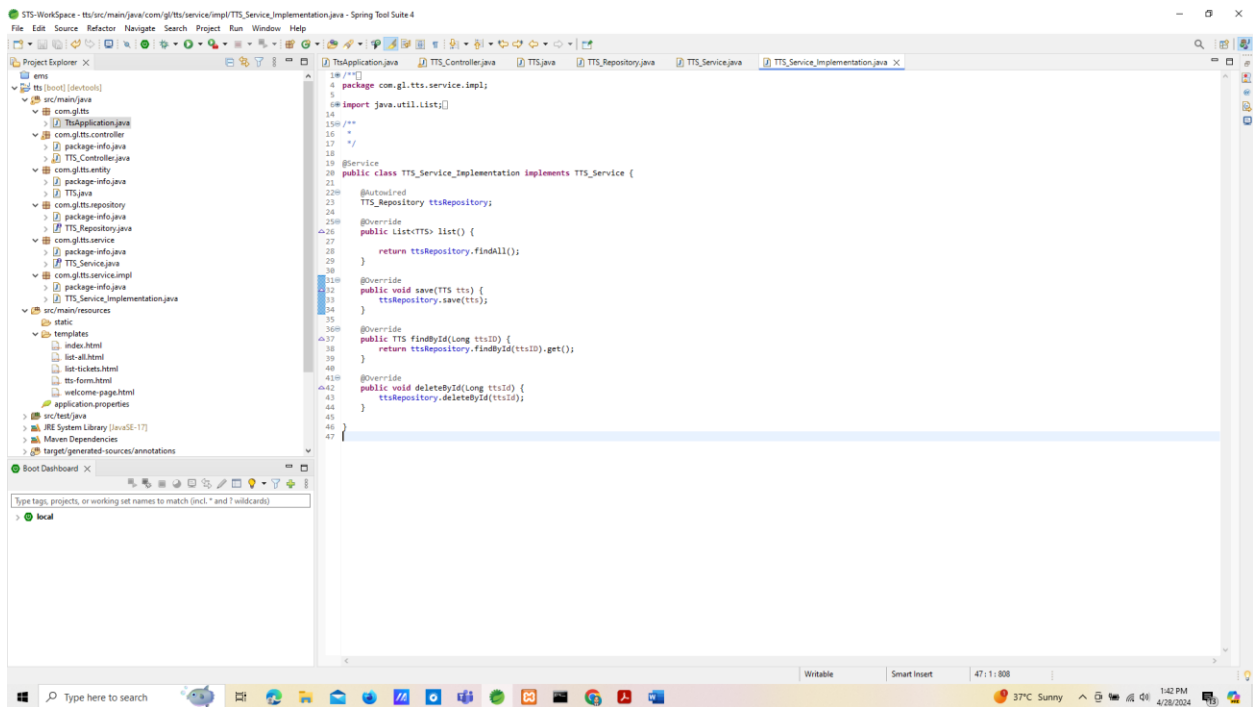 STS-WorkSpace - tts/src/main/java/com/gl/tts/service/impl/TTS_Service_Implementation.java - Spring Tool Suite 4
File Edit Source Refactor Navigate Search Project Run Window Help
Project Explorer
ems
tts [boot] [devtools]
src/main/java
com.gl.tts
TtsApplication.java
com.gl.tts.controller
package-info.java
TTS_Controller.java
com.gl.tts.entity
package-info.java
TTS.java
com.gl.tts.repository
package-info.java
TTS_Repository.java
com.gl.tts.service
package-info.java
TTS_Service.java
com.gl.tts.service.impl
package-info.java
TTS_Service_Implementation.java
src/main/resources
static
templates
index.html
list-all.html
list-tickets.html
tts-form.html
welcome-page.html
application.properties
src/test/java
JRE System Library [JavaSE-17]
Maven Dependencies
target/generated-sources/annotations
Boot Dashboard
Type tags, projects, or working set names to match (incl. * and ? wildcards)
local
TtsApplication.java TTS_Controller.java TTS.java TTS_Repository.java TTS_Service.java TTS_Service_Implementation.java
1 /**
4 package com.gl.tts.service.impl;
5
6 import java.util.List;
14
15 /**
16 *
17 */
18
19 @Service
20 public class TTS_Service_Implementation implements TTS_Service {
21
22 @Autowired
23 TTS_Repository ttsRepository;
24
25 @Override
26 public List<TTS> list() {
27
28 return ttsRepository.findAll();
29 }
30
31 @Override
32 public void save(TTS tts) {
33 ttsRepository.save(tts);
34 }
35
36 @Override
37 public TTS findById(Long ttsID) {
38 return ttsRepository.findById(ttsID).get();
39 }
40
41 @Override
42 public void deleteById(Long ttsId) {
43 ttsRepository.deleteById(ttsId);
44 }
45
46 }
47
Writable Smart Insert 47 : 1 : 808
Type here to search
37°C Sunny
1:42 PM
4/28/2024